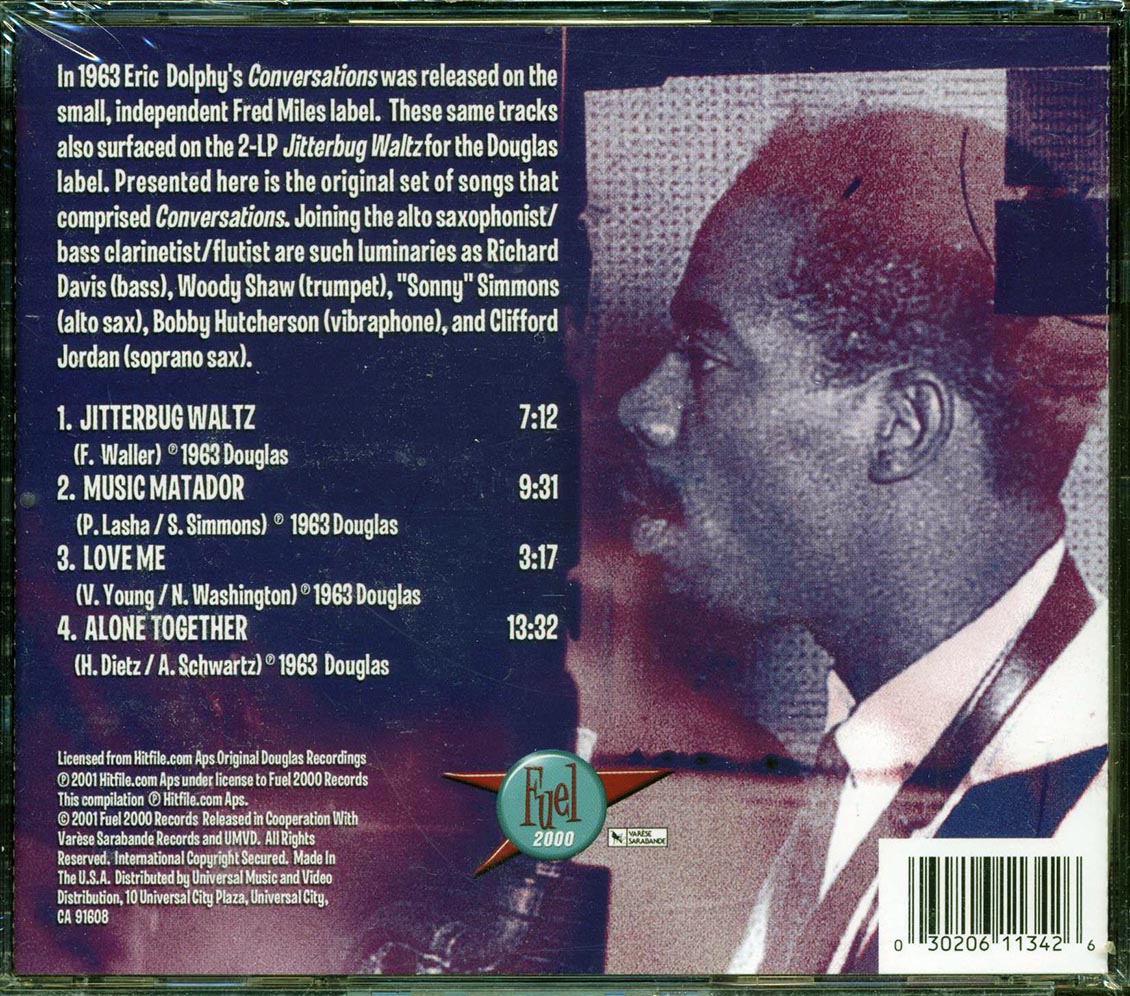 In 1963 Eric Dolphy's Conversations was released on the
small, independent Fred Miles label. These same tracks
also surfaced on the 2-LP Jitterbug Waltz for the Douglas
label. Presented here is the original set of songs that
comprised Conversations. Joining the alto saxophonist/
bass clarinetist/flutist are such luminaries as Richard
Davis (bass), Woody Shaw (trumpet), "Sonny" Simmons
(alto sax), Bobby Hutcherson (vibraphone), and Clifford
Jordan (soprano sax).
1. JITTERBUG WALTZ 7:12
(F. Waller) ℗ 1963 Douglas
2. MUSIC MATADOR 9:31
(P. Lasha / S. Simmons) ℗ 1963 Douglas
3. LOVE ME 3:17
(V. Young / N. Washington) ℗ 1963 Douglas
4. ALONE TOGETHER 13:32
(H. Dietz / A. Schwartz) ℗ 1963 Douglas
Licensed from Hitfile.com Aps Original Douglas Recordings
℗ 2001 Hitfile.com Aps under license to Fuel 2000 Records
This compilation ℗ Hitfile.com Aps.
© 2001 Fuel 2000 Records Released in Cooperation With
Varèse Sarabande Records and UMVD. All Rights
Reserved. International Copyright Secured. Made In
The U.S.A. Distributed by Universal Music and Video
Distribution, 10 Universal City Plaza, Universal City,
CA 91608
Fuel
2000
VARÈSE
SARABANDE
0 30206 11342 6